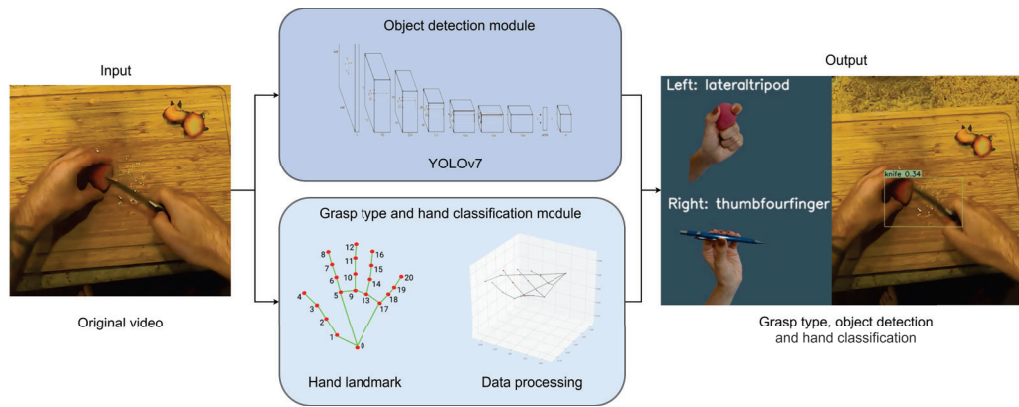 Input
Original video
Object detection module
YOLOv7
Grasp type and hand classification mcdule
12
8
16
11
7
15
20
10
6
14
19
4
5
9
13
18
17
3
2
1
Hand landmark
Data processing
Output
Left: lateraltripod
Right: thumbfourfinger
knife 0.34
Grasp type, object detection
and hand classification